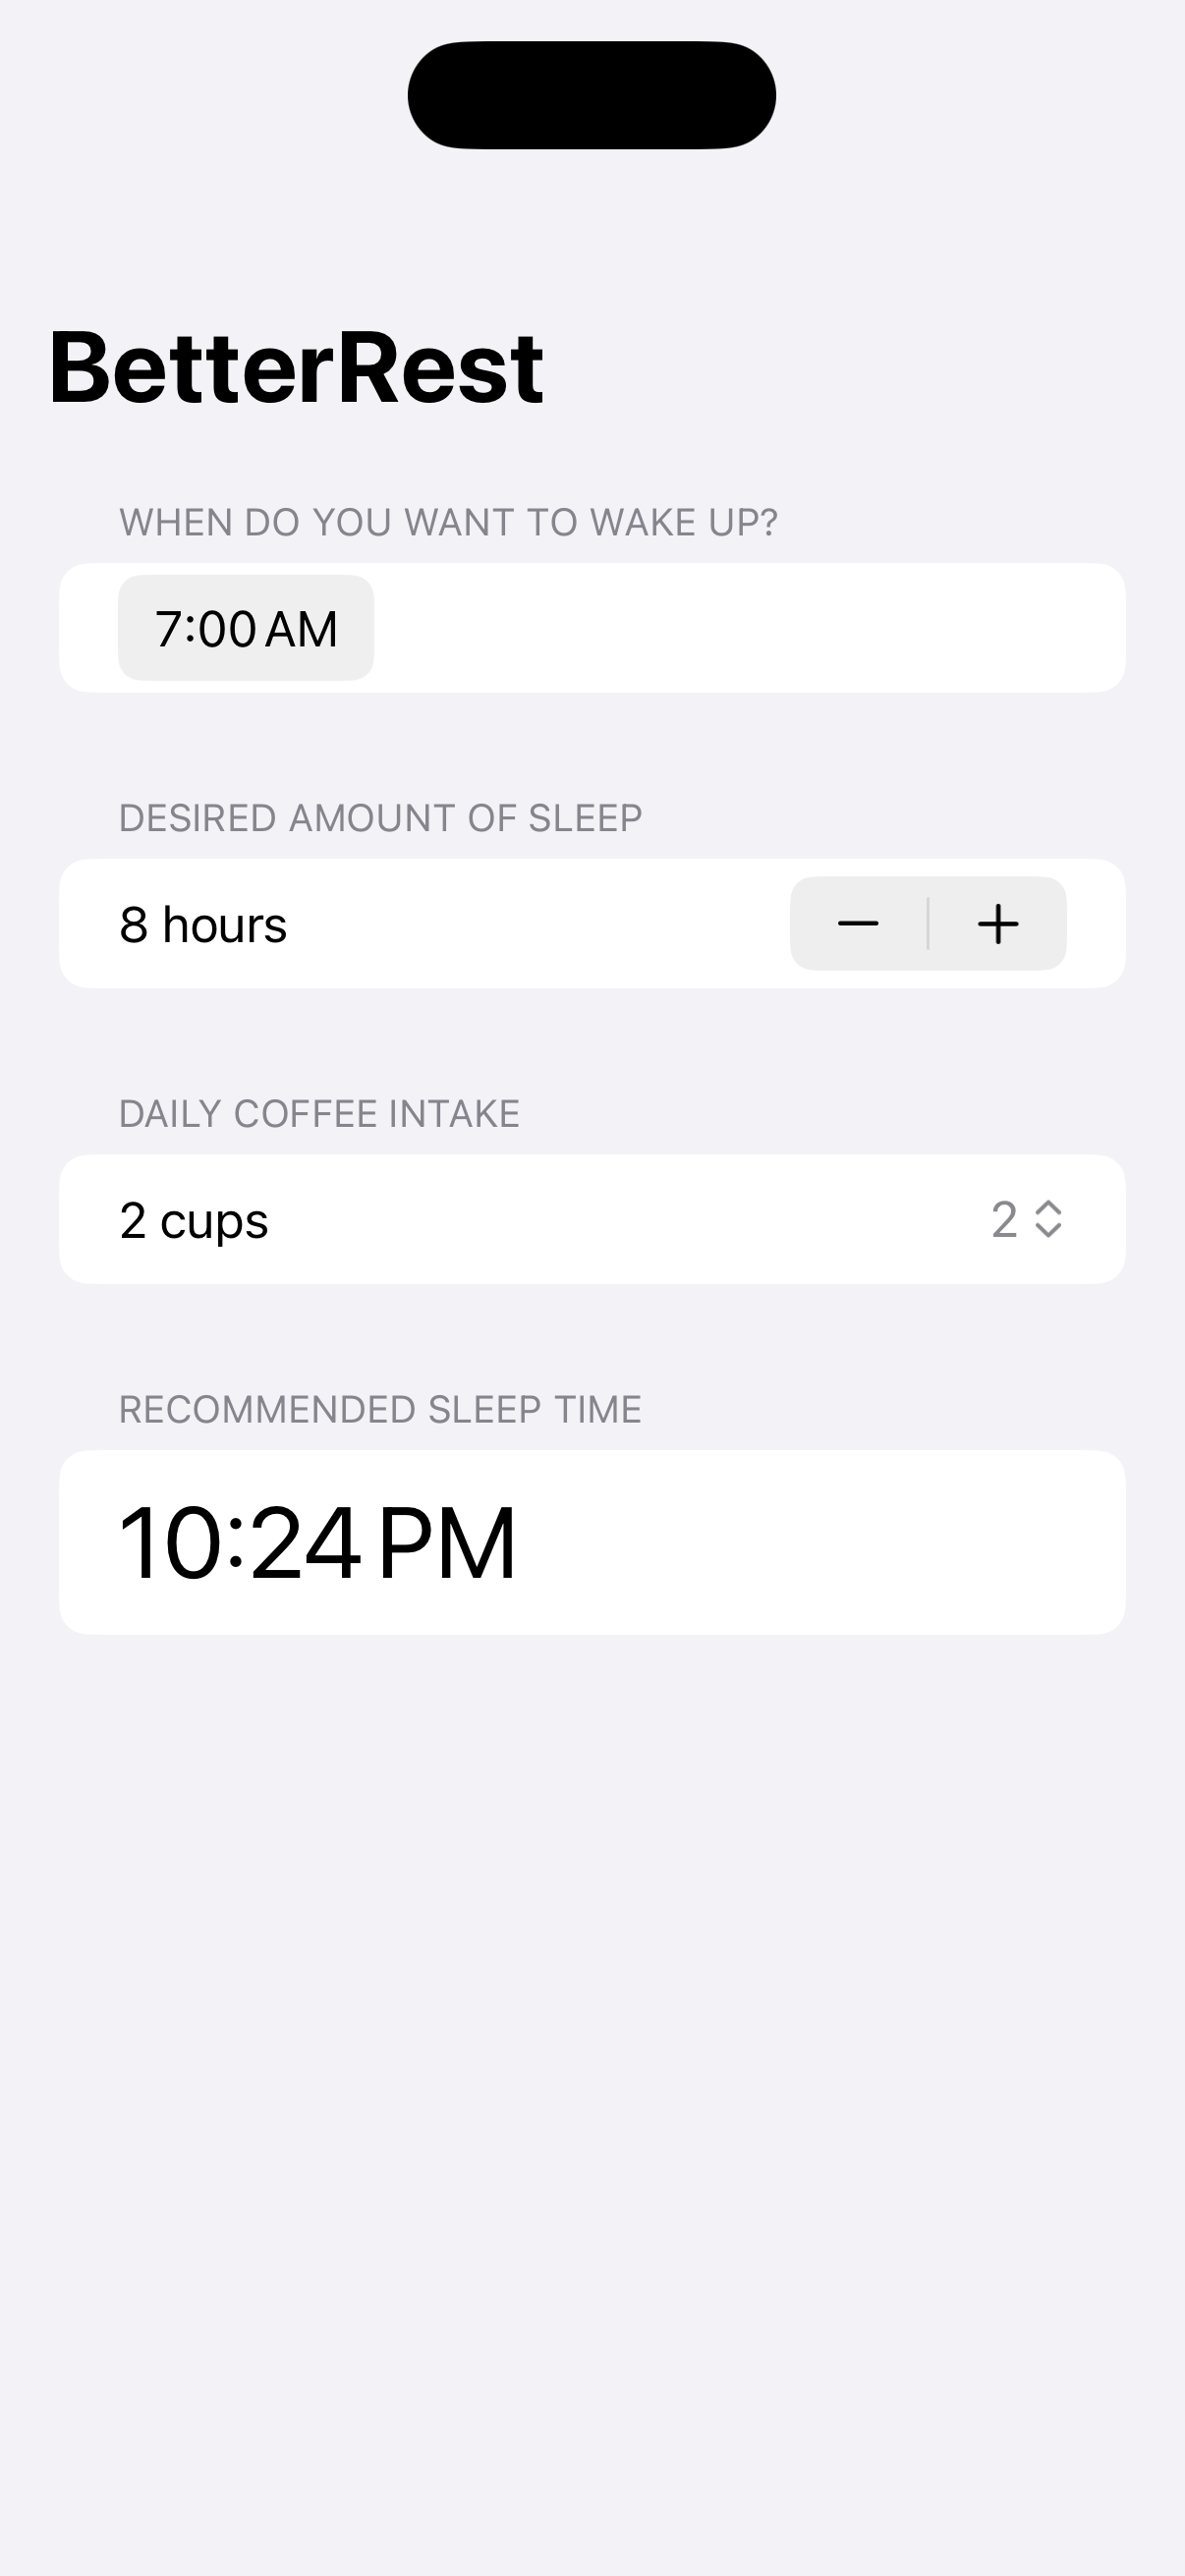 BetterRest
WHEN DO YOU WANT TO WAKE UP?
7:00 AM
DESIRED AMOUNT OF SLEEP
8 hours
DAILY COFFEE INTAKE
2 cups 2
RECOMMENDED SLEEP TIME
10:24 PM